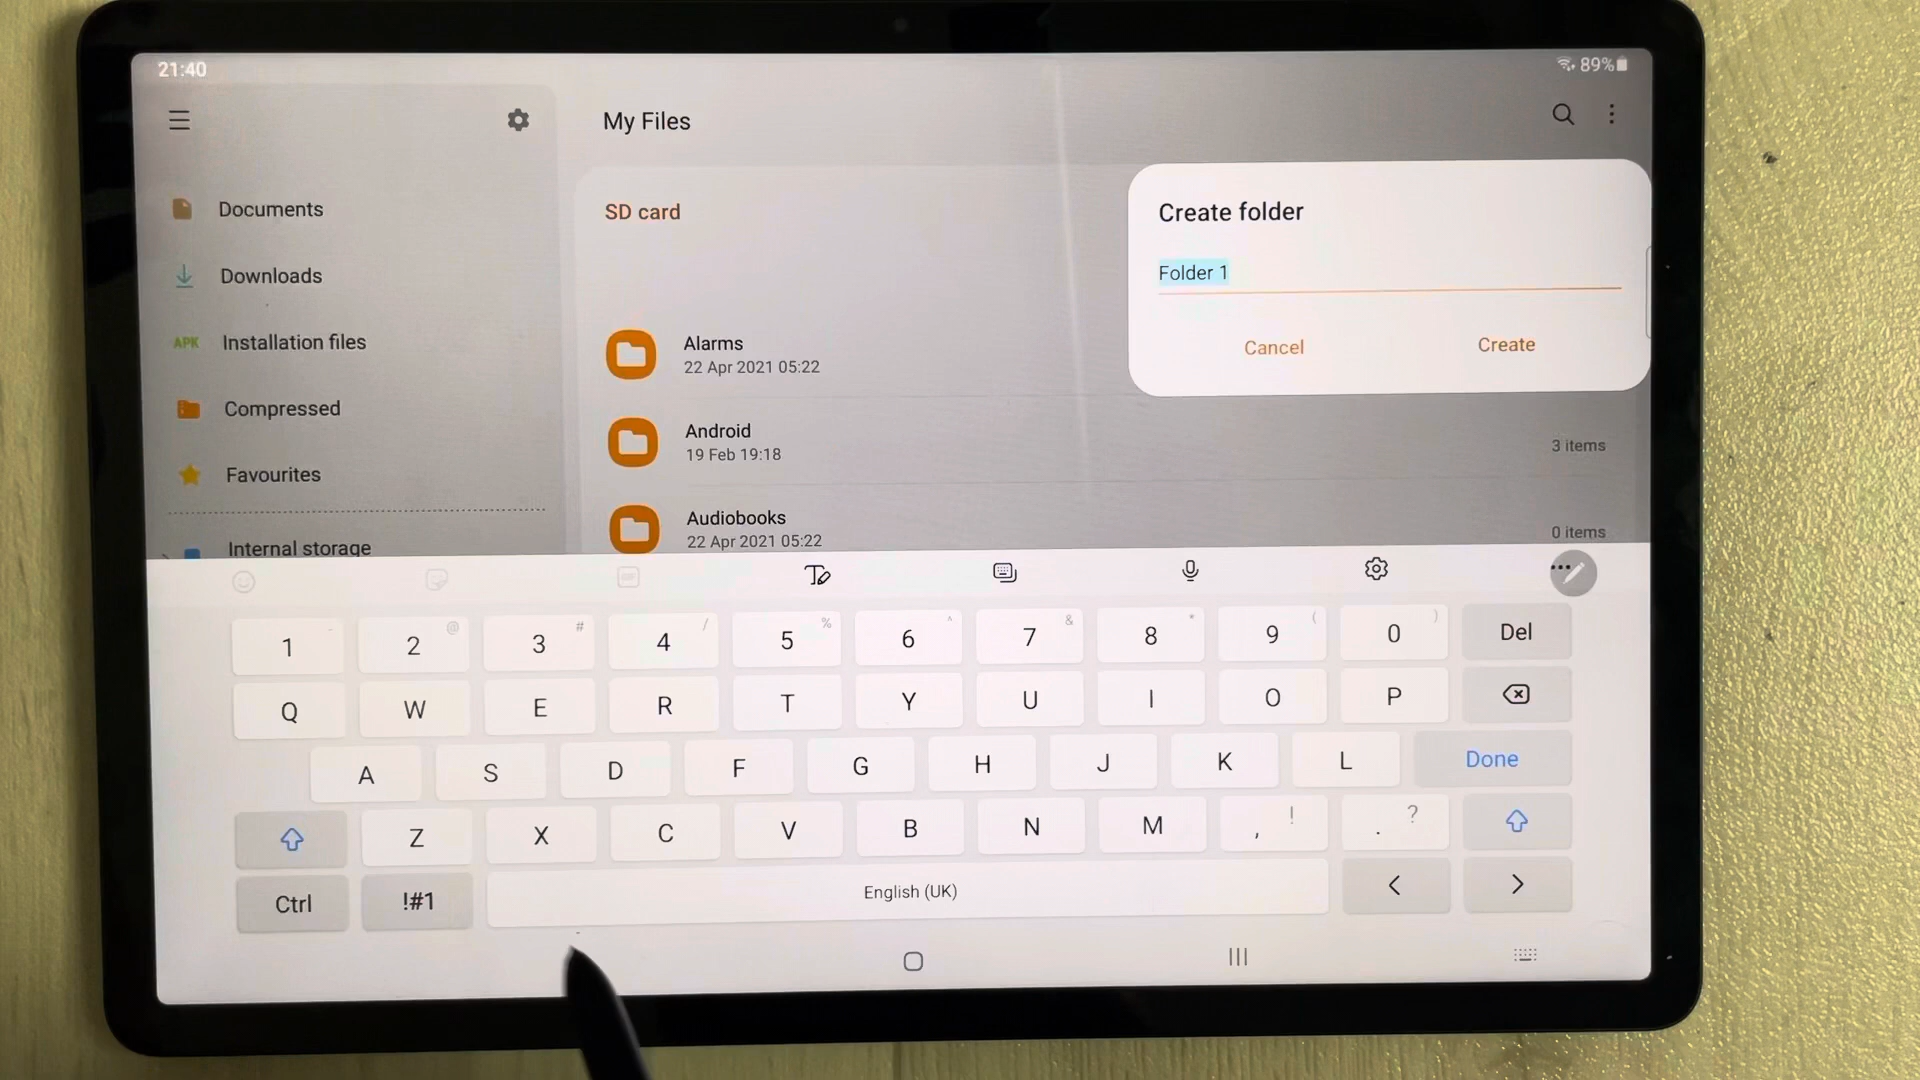 21:40
89%
My Files
Documents
Downloads
APK Installation files
Compressed
Favourites
Internal storage
SD card
Alarms
22 Apr 2021 05:22
Android
19 Feb 19:18
3 items
Audiobooks
22 Apr 2021 05:22
0 items
Create folder
Folder 1
Cancel Create
GIF
1 - 2 @ 3 # 4 / 5 % 6 ^ 7 & 8 * 9 ( 0 ) Del
Q W E R T Y U I O P
A S D F G H J K L Done
Z X C V B N M , ! . ?
Ctrl !#1 English (UK) < >